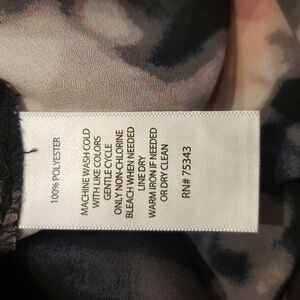 100% POLYESTER
MACHINE WASH COLD
WITH LIKE COLORS
GENTLE CYCLE
ONLY NON-CHLORINE
BLEACH WHEN NEEDED
LINE DRY
WARM IRON IF NEEDED
OR DRY CLEAN
RN# 75343